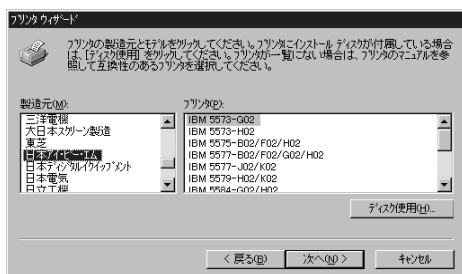 プリンタ ウィザード
プリンタの製造元とモデルをクリックしてください。プリンタにインストール ディスクが付属している場合
は、[ディスク使用] をクリックしてください。プリンタが一覧にない場合は、プリンタのマニュアルを参
照して互換性のあるプリンタを選択してください。
製造元(M):
三洋電機
大日本スクリーン製造
東芝
日本アイ・ビー・エム
日本ディジタルイクイップメント
日本電気
日立工機
プリンタ(P):
IBM 5573-G02
IBM 5573-H02
IBM 5575-B02/F02/H02
IBM 5577-B02/F02/G02/H02
IBM 5577-J02/K02
IBM 5579-H02/K02
IBM 5584-G02/H02
ディスク使用(H)...
< 戻る(B)
次へ(N) >
キャンセル